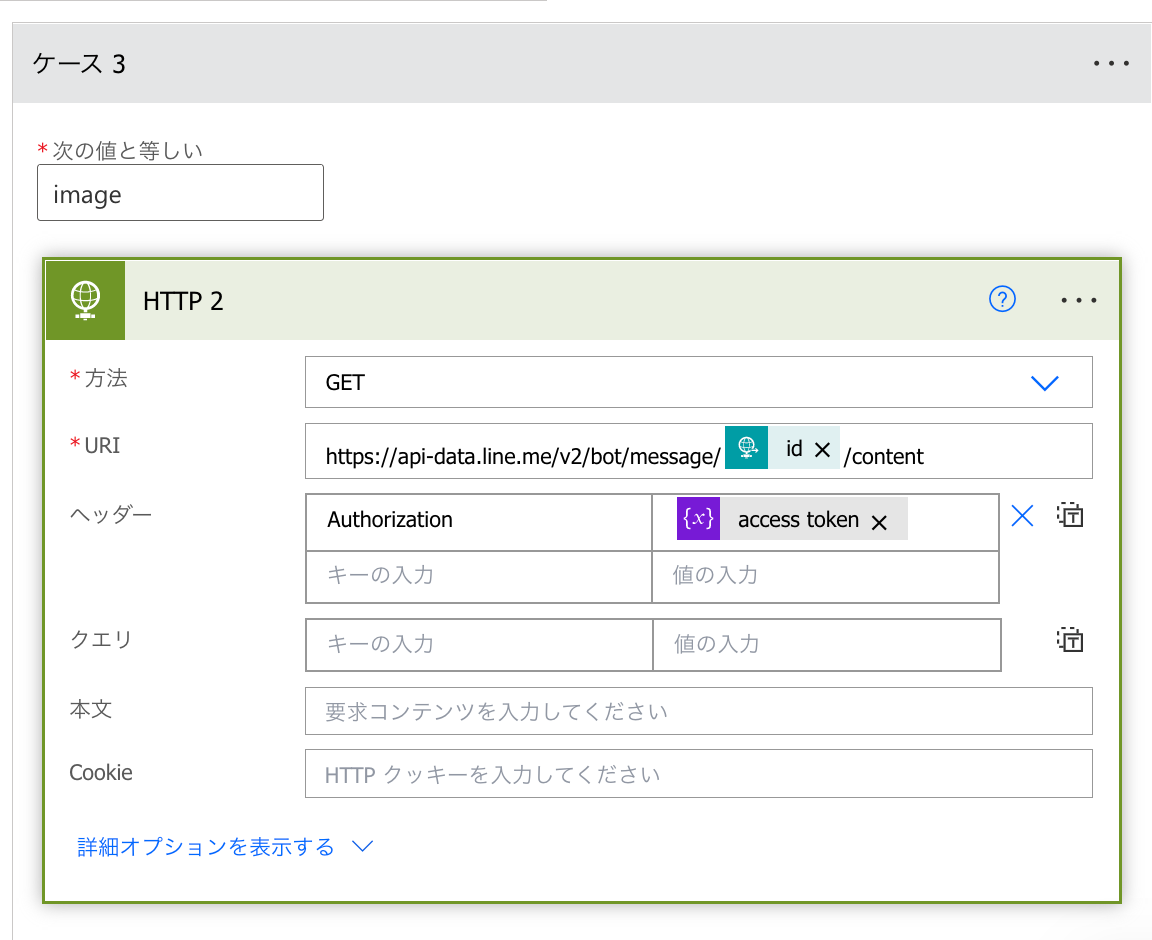 ケース 3
* 次の値と等しい
image
HTTP 2
* 方法
GET
* URI
https://api-data.line.me/v2/bot/message/ id /content
ヘッダー
Authorization
{x} access token
キーの入力
値の入力
クエリ
キーの入力
値の入力
本文
要求コンテンツを入力してください
Cookie
HTTP クッキーを入力してください
詳細オプションを表示する